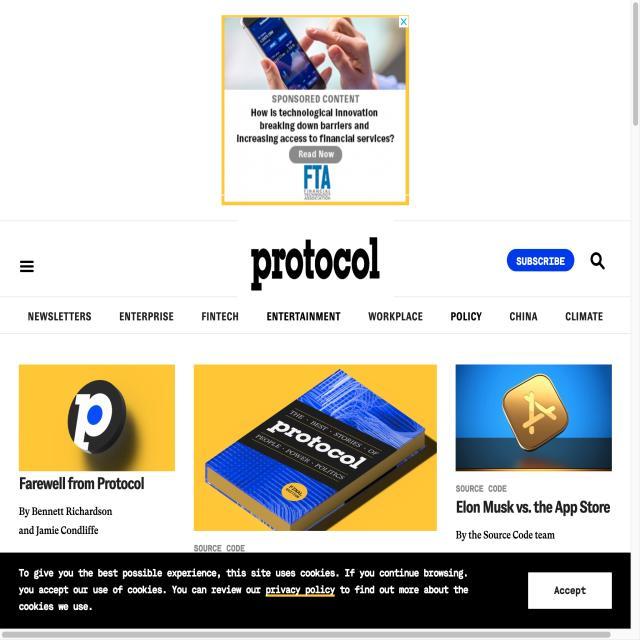 SPONSORED CONTENT
How is technological innovation
breaking down barriers and
increasing access to financial services?
Read Now
FTA
FINANCIAL
TECHNOLOGY
ASSOCIATION
protocol
SUBSCRIBE
NEWSLETTERS ENTERPRISE FINTECH ENTERTAINMENT WORKPLACE POLICY CHINA CLIMATE
p
THE · BEST · STORIES · OF
protocol
PEOPLE · POWER · POLITICS
Farewell from Protocol
By Bennett Richardson
and Jamie Condliffe
SOURCE CODE
SOURCE CODE
Elon Musk vs. the App Store
By the Source Code team
To give you the best possible experience, this site uses cookies. If you continue browsing.
you accept our use of cookies. You can review our privacy policy to find out more about the
cookies we use.
Accept